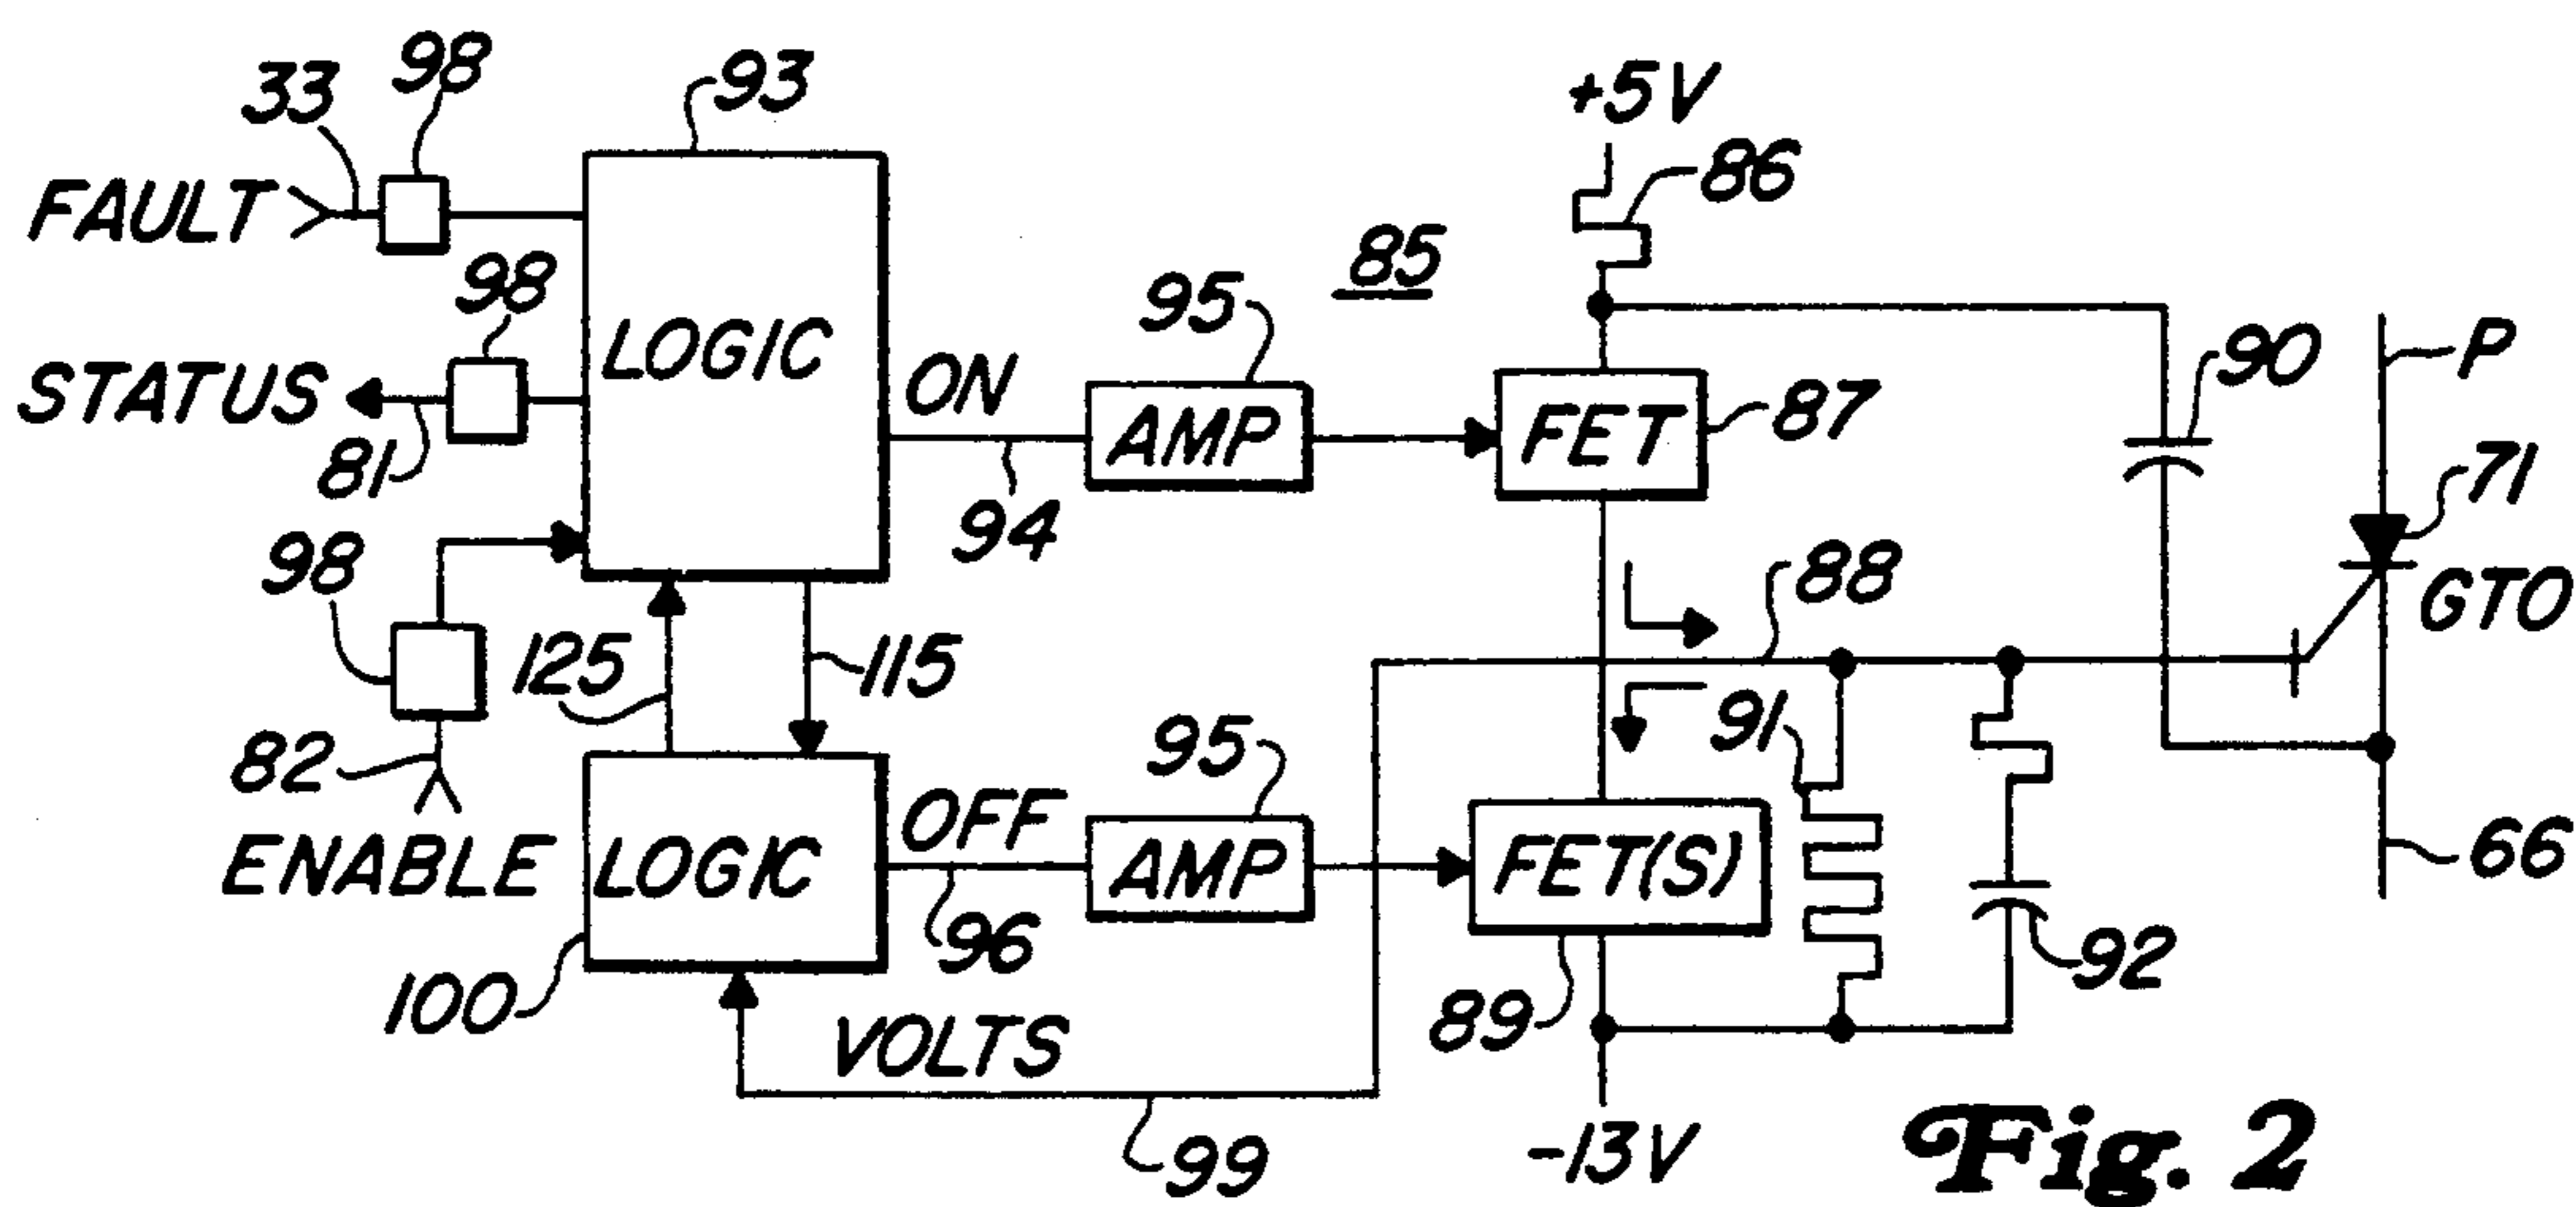 98
93
33
+5V
86
FAULT
98
85
LOGIC
95
P
90
STATUS
ON
AMP
FET
87
71
81
94
98
88
GTO
125
115
91
82
95
OFF
ENABLE
LOGIC
AMP
FET(S)
66
96
92
100
VOLTS
89
99
-13V
Fig. 2